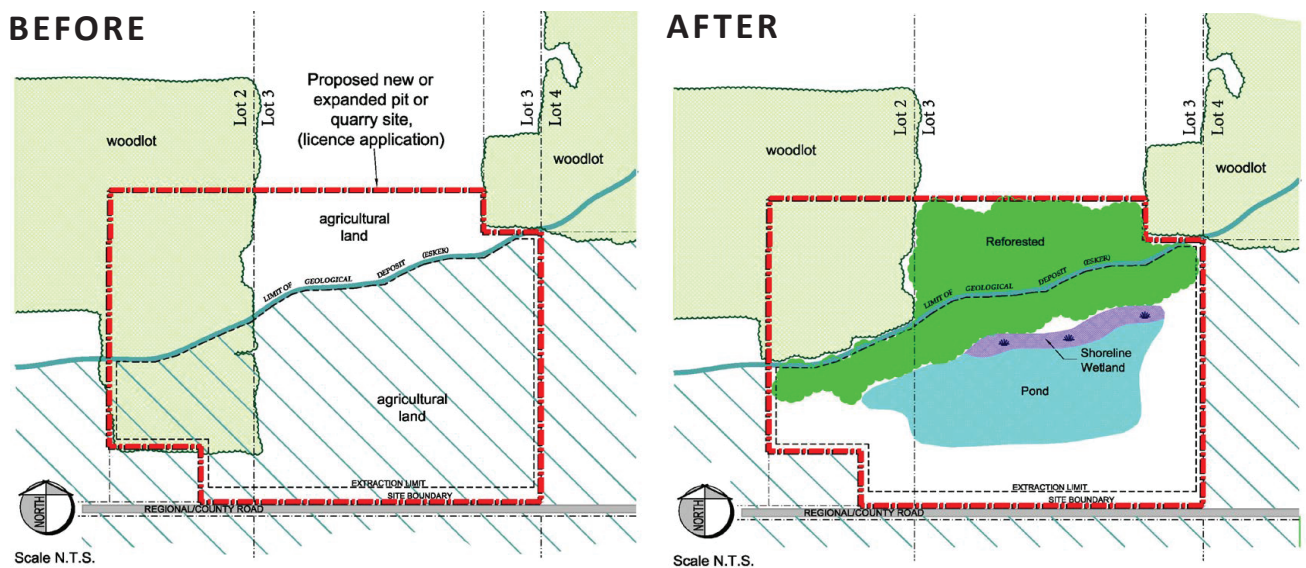 BEFORE
Lot 2
Lot 3
Proposed new or
expanded pit or
quarry site,
(licence application)
Lot 3
Lot 4
woodlot
woodlot
agricultural
land
LIMIT OF GEOLOGICAL DEPOSIT (ESKER)
agricultural
land
EXTRACTION LIMIT
SITE BOUNDARY
REGIONAL/COUNTY ROAD
NORTH
Scale N.T.S.
AFTER
Lot 2
Lot 3
Lot 3
Lot 4
woodlot
woodlot
Reforested
LIMIT OF GEOLOGICAL DEPOSIT (ESKER)
Shoreline
Wetland
Pond
EXTRACTION LIMIT
SITE BOUNDARY
REGIONAL/COUNTY ROAD
NORTH
Scale N.T.S.